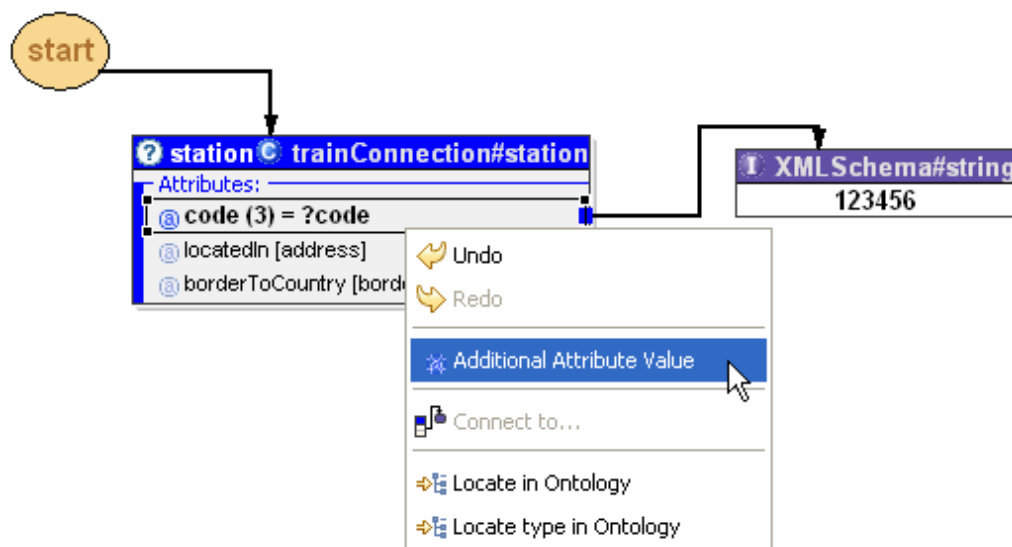 start
? station C trainConnection#station
Attributes:
@ code (3) = ?code
@ locatedIn [address]
@ borderToCountry [bord
I XMLSchema#string
123456
Undo
Redo
Additional Attribute Value
Connect to...
Locate in Ontology
Locate type in Ontology